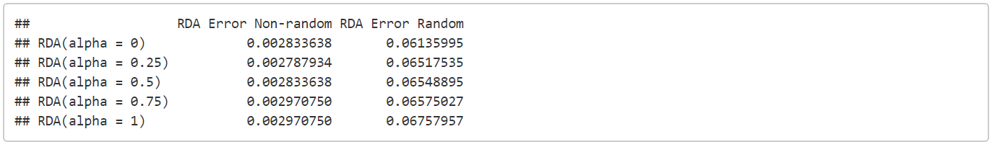 ##                     RDA Error Non-random RDA Error Random
## RDA(alpha = 0)               0.002833638       0.06135995
## RDA(alpha = 0.25)            0.002787934       0.06517535
## RDA(alpha = 0.5)             0.002833638       0.06548895
## RDA(alpha = 0.75)            0.002970750       0.06575027
## RDA(alpha = 1)               0.002970750       0.06757957